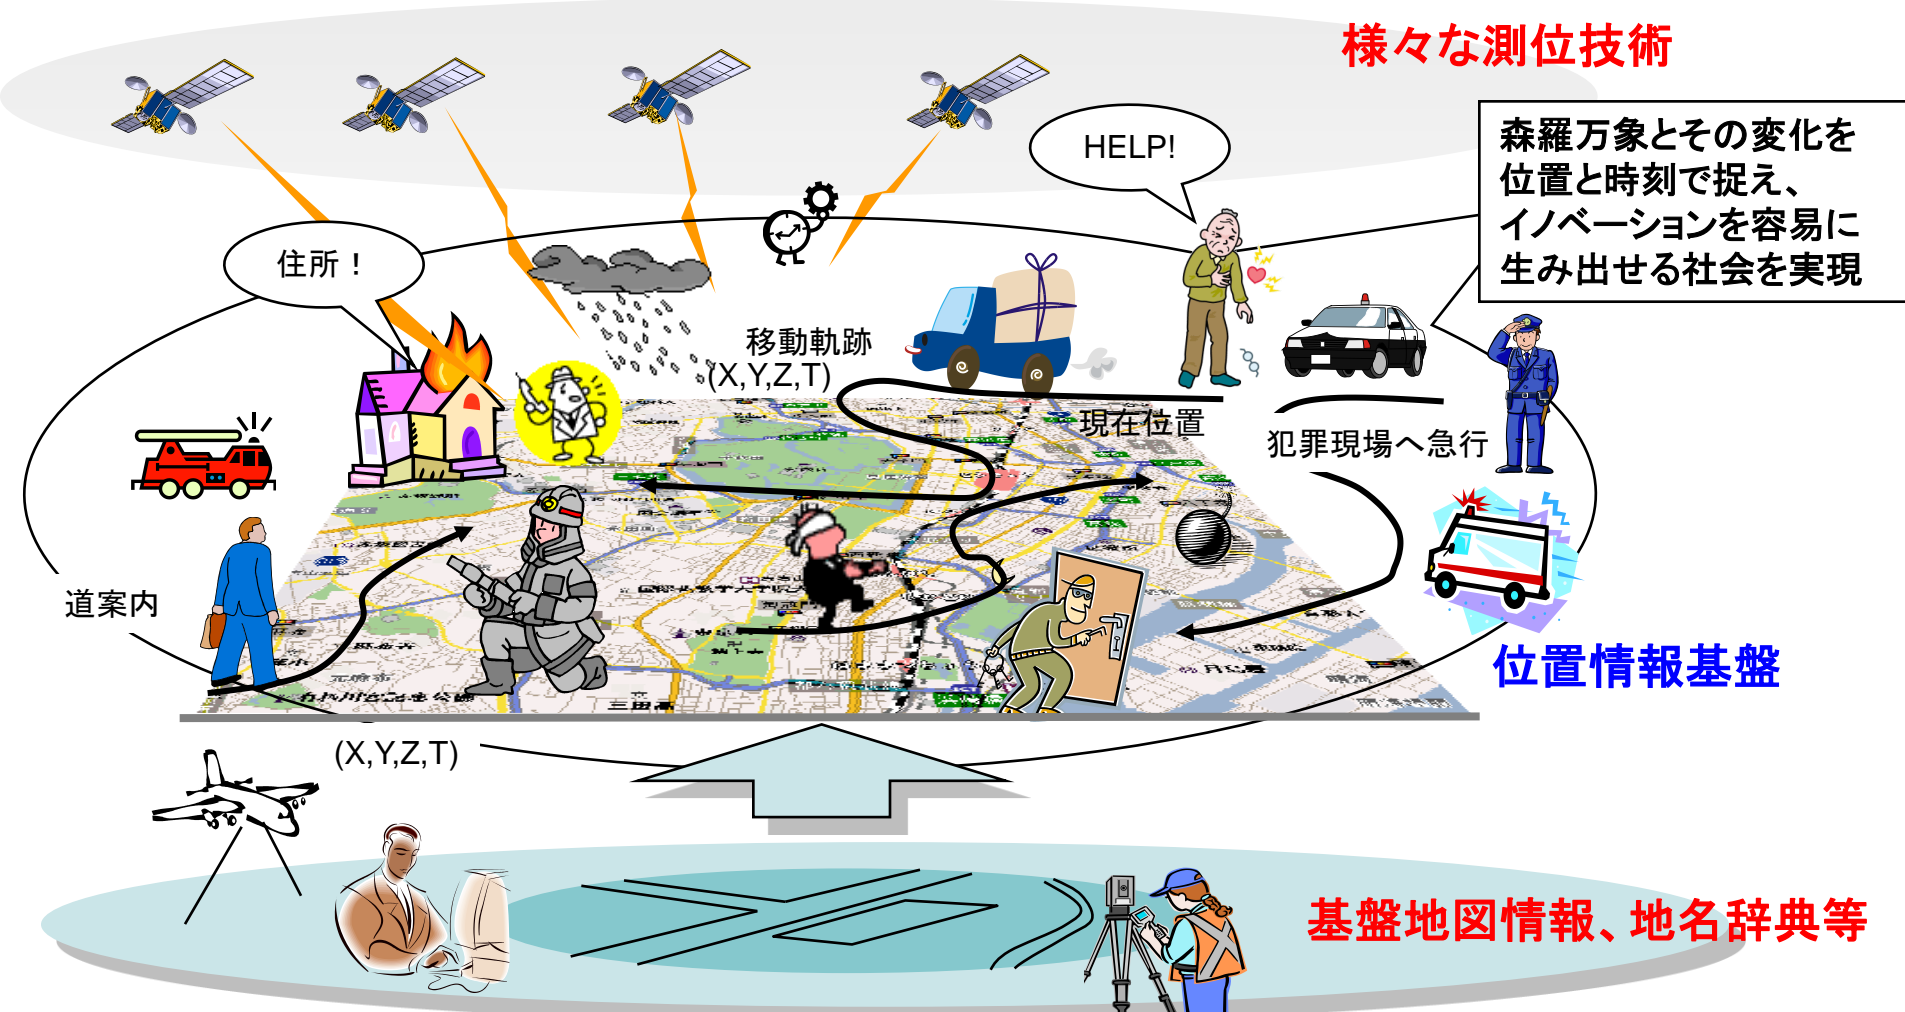 様々な測位技術
HELP!
森羅万象とその変化を
位置と時刻で捉え、
イノベーションを容易に
生み出せる社会を実現
住所！
移動軌跡
(X,Y,Z,T)
現在位置
犯罪現場へ急行
道案内
位置情報基盤
(X,Y,Z,T)
基盤地図情報、地名辞典等